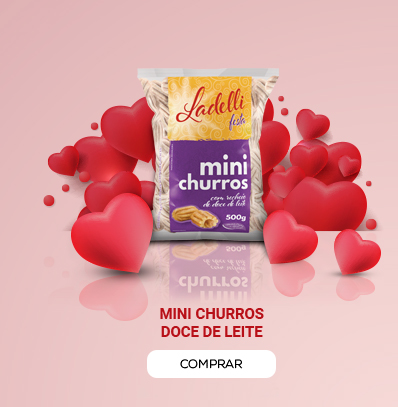 Ladelli
festa
mini
churros
com recheio
de doce de leite
500g
MINI CHURROS
DOCE DE LEITE
COMPRAR